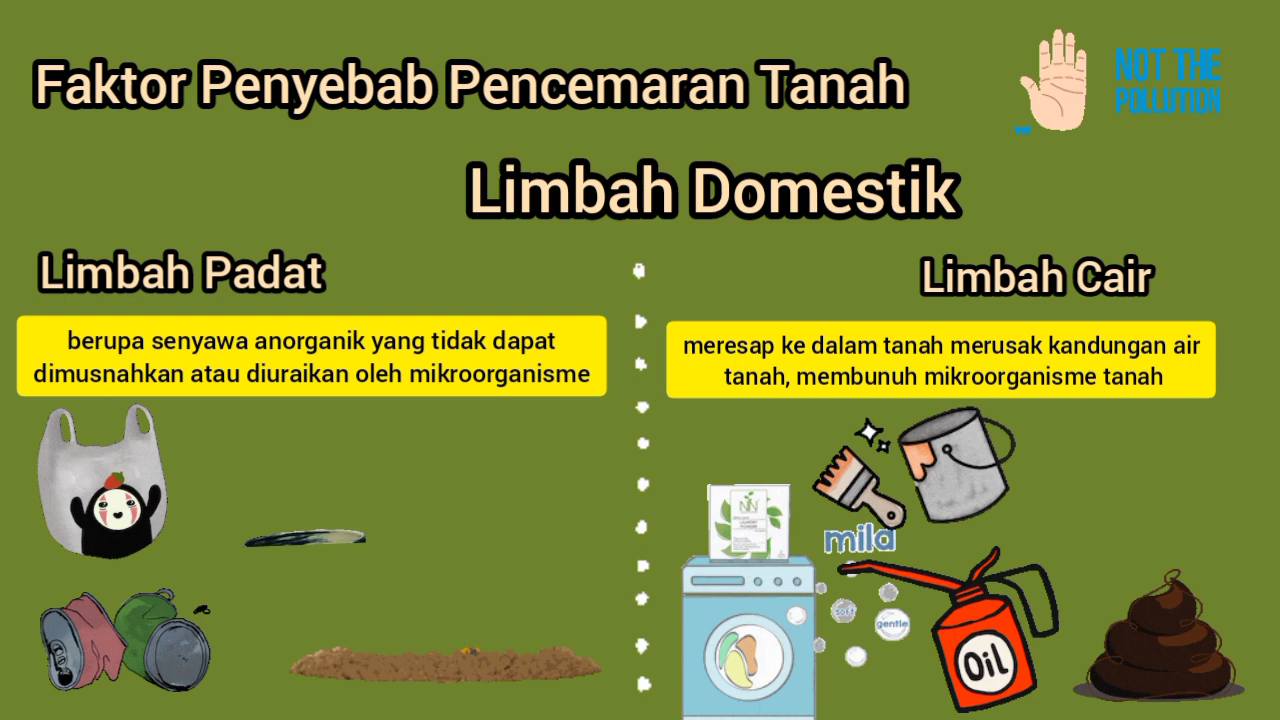 Faktor Penyebab Pencemaran Tanah
NOT THE
POLLUTION
Limbah Domestik
Limbah Padat
Limbah Cair
berupa senyawa anorganik yang tidak dapat
dimusnahkan atau diuraikan oleh mikroorganisme
meresap ke dalam tanah merusak kandungan air
tanah, membunuh mikroorganisme tanah
mild
soft
gentle
OiL